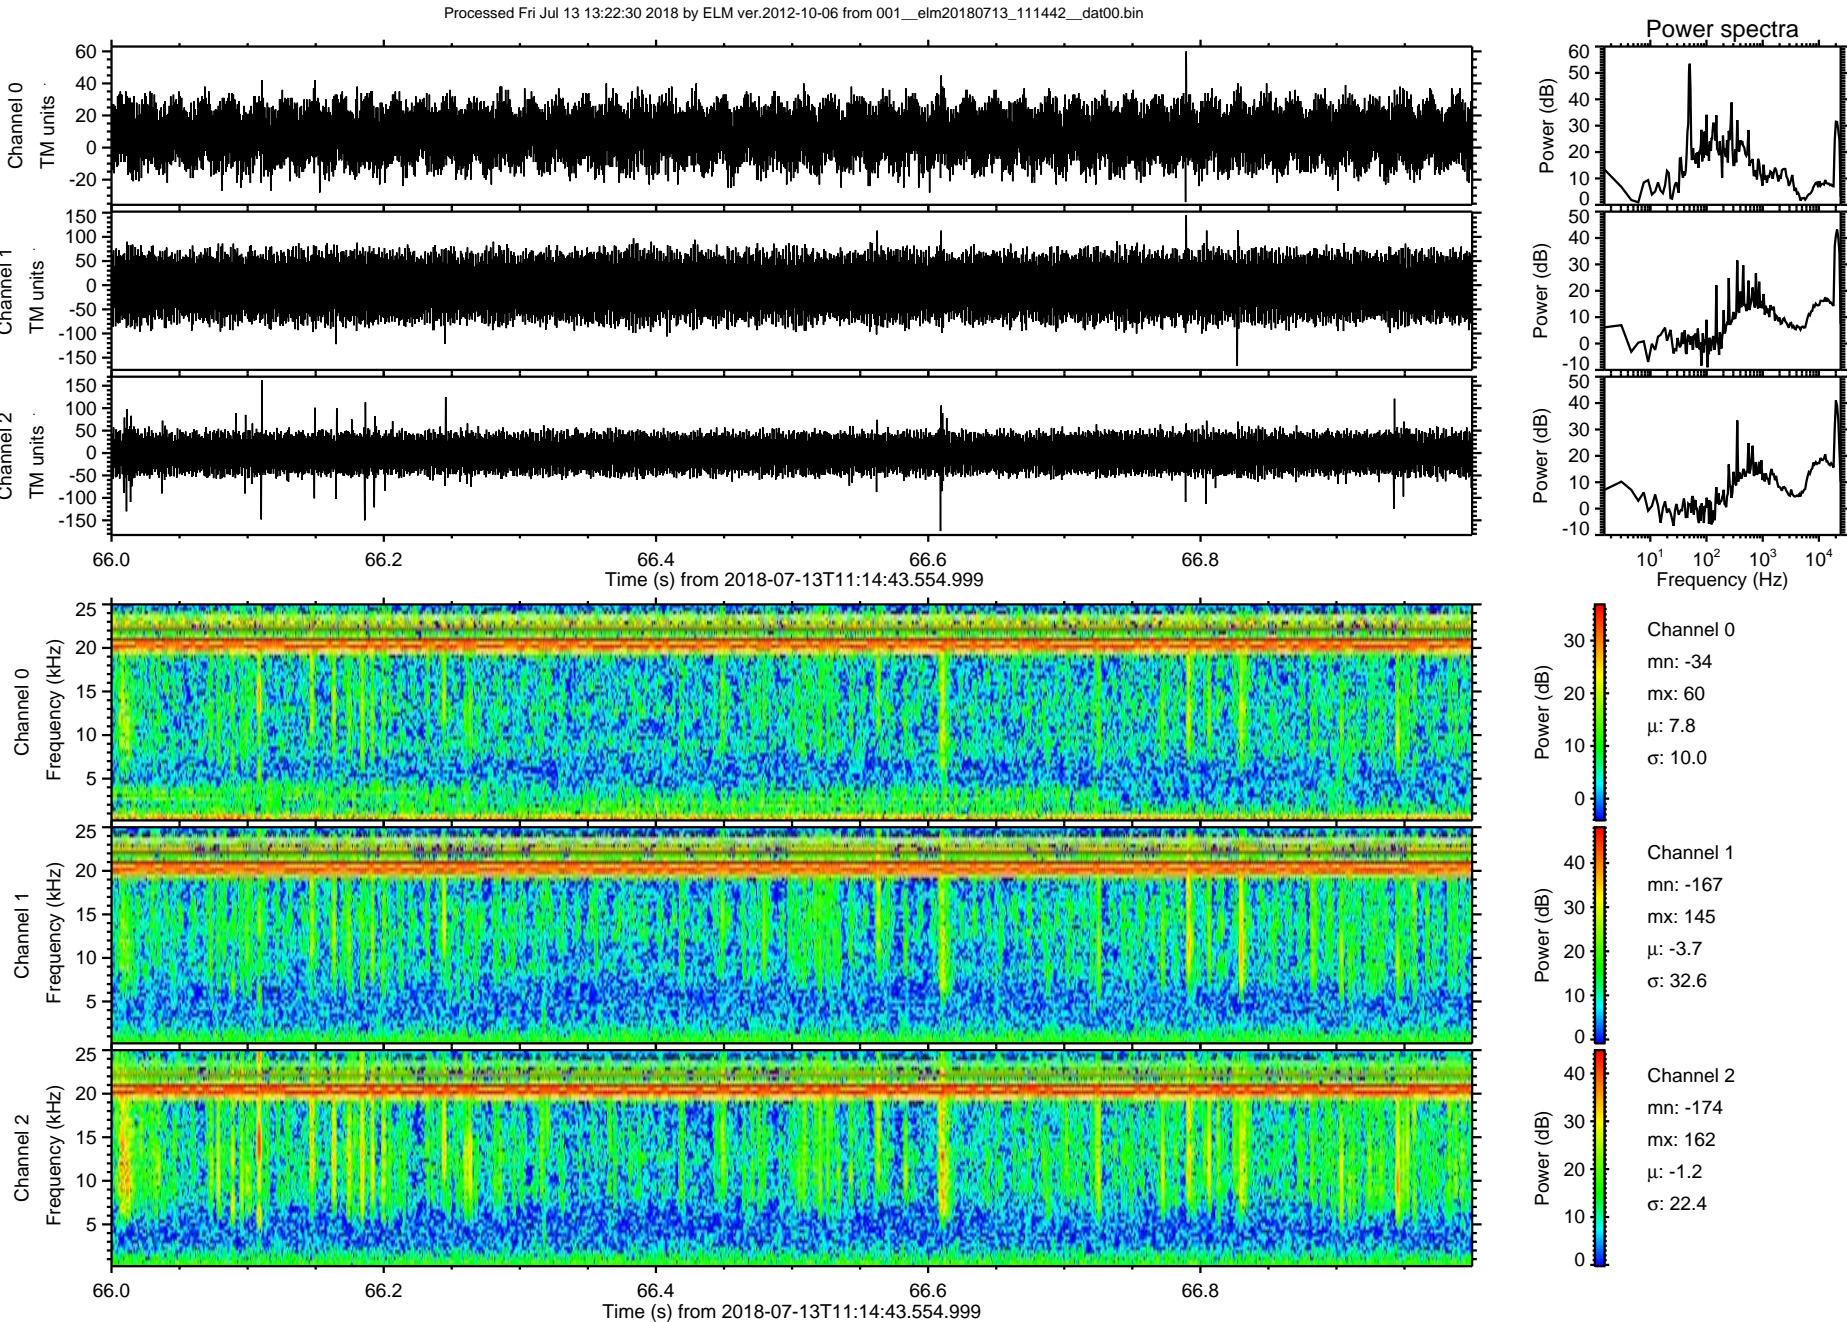 Processed Fri Jul 13 13:22:30 2018 by ELM ver.2012-10-06 from 001__elm20180713_111442__dat00.bin
Power spectra
Channel 0
TM units
60
40
20
0
-20
Power (dB)
60
50
40
30
20
10
0
Channel 1
TM units
150
100
50
0
-50
-100
-150
Power (dB)
50
40
30
20
10
0
-10
Channel 2
TM units
150
100
50
0
-50
-100
-150
Power (dB)
50
40
30
20
10
0
-10
66.0 66.2 66.4 66.6 66.8
Time (s) from 2018-07-13T11:14:43.554.999
10¹ 10² 10³ 10⁴
Frequency (Hz)
Channel 0
Frequency (kHz)
25
20
15
10
5
Power (dB)
30
20
10
0
Channel 0
mn: -34
mx: 60
μ: 7.8
σ: 10.0
Channel 1
Frequency (kHz)
25
20
15
10
5
Power (dB)
40
30
20
10
0
Channel 1
mn: -167
mx: 145
μ: -3.7
σ: 32.6
Channel 2
Frequency (kHz)
25
20
15
10
5
Power (dB)
40
30
20
10
0
Channel 2
mn: -174
mx: 162
μ: -1.2
σ: 22.4
66.0 66.2 66.4 66.6 66.8
Time (s) from 2018-07-13T11:14:43.554.999